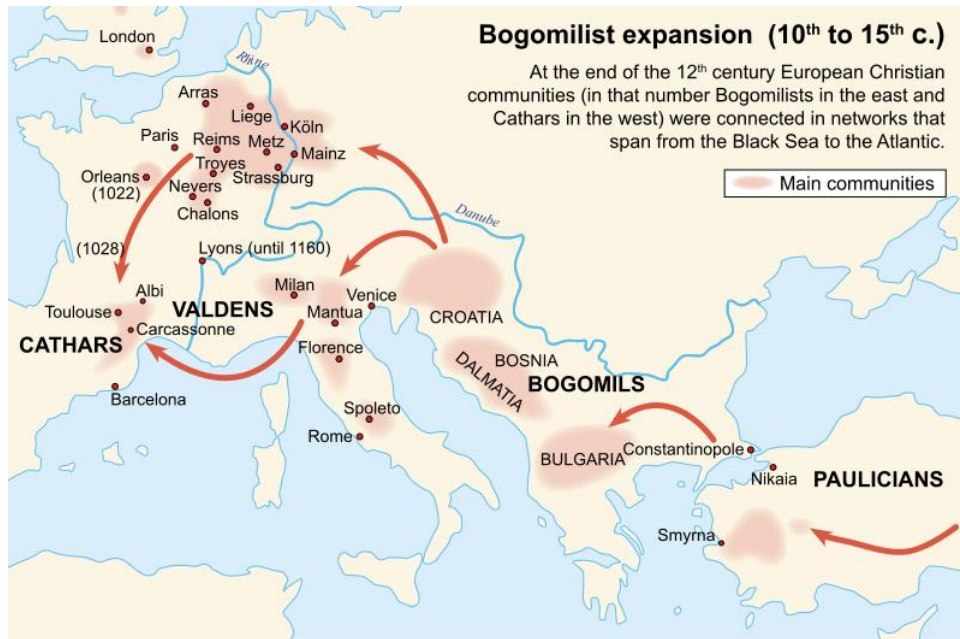 Bogomilist expansion (10th to 15th c.)
At the end of the 12th century European Christian
communities (in that number Bogomilists in the east and
Cathars in the west) were connected in networks that
span from the Black Sea to the Atlantic.
Main communities
London
Rhine
Arras
Liege
Köln
Paris
Reims
Metz
Mainz
Troyes
Strassburg
Orleans
(1022)
Nevers
Chalons
Danube
(1028)
Lyons (until 1160)
Albi
Milan
Venice
Toulouse
VALDENS
Mantua
CROATIA
Carcassonne
CATHARS
Florence
BOSNIA
DALMATIA
BOGOMILS
Barcelona
Spoleto
Rome
BULGARIA
Constantinopole
Nikaia
PAULICIANS
Smyrna